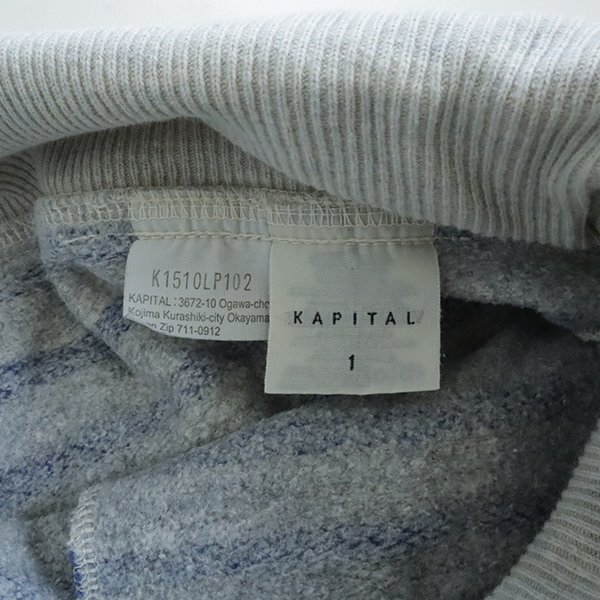 K1510LP102
KAPITAL : 3672-10 Ogawa-cho
Kojima Kurashiki-city Okayama
Zip 711-0912
KAPITAL
1